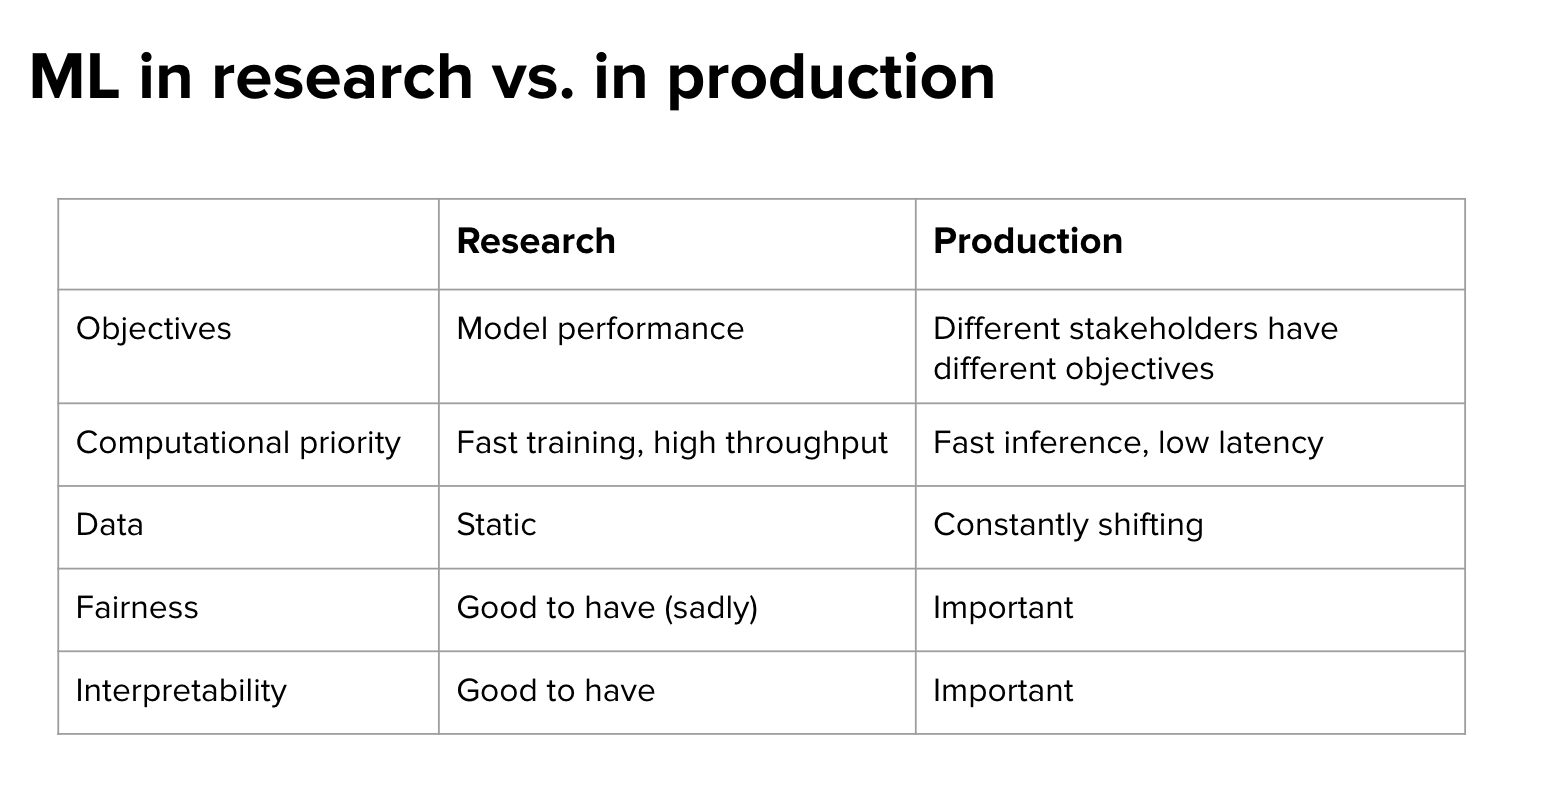 ML in research vs. in production
Research
Production
Objectives
Model performance
Different stakeholders have
different objectives
Computational priority
Fast training, high throughput
Fast inference, low latency
Data
Static
Constantly shifting
Fairness
Good to have (sadly)
Important
Interpretability
Good to have
Important